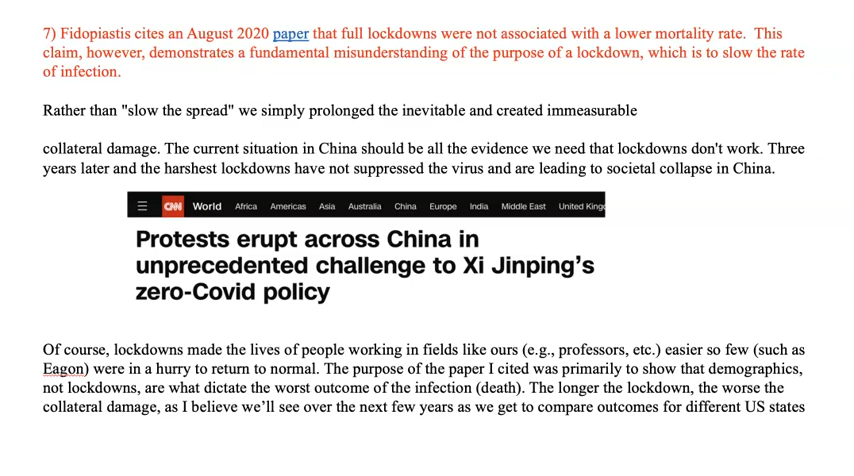 7) Fidopiastis cites an August 2020 paper that full lockdowns were not associated with a lower mortality rate.  This
claim, however, demonstrates a fundamental misunderstanding of the purpose of a lockdown, which is to slow the rate
of infection.
Rather than "slow the spread" we simply prolonged the inevitable and created immeasurable
collateral damage. The current situation in China should be all the evidence we need that lockdowns don't work. Three
years later and the harshest lockdowns have not suppressed the virus and are leading to societal collapse in China.
CNN World Africa Americas Asia Australia China Europe India Middle East United King
Protests erupt across China in
unprecedented challenge to Xi Jinping's
zero-Covid policy
Of course, lockdowns made the lives of people working in fields like ours (e.g., professors, etc.) easier so few (such as
Eagon) were in a hurry to return to normal. The purpose of the paper I cited was primarily to show that demographics,
not lockdowns, are what dictate the worst outcome of the infection (death). The longer the lockdown, the worse the
collateral damage, as I believe we'll see over the next few years as we get to compare outcomes for different US states